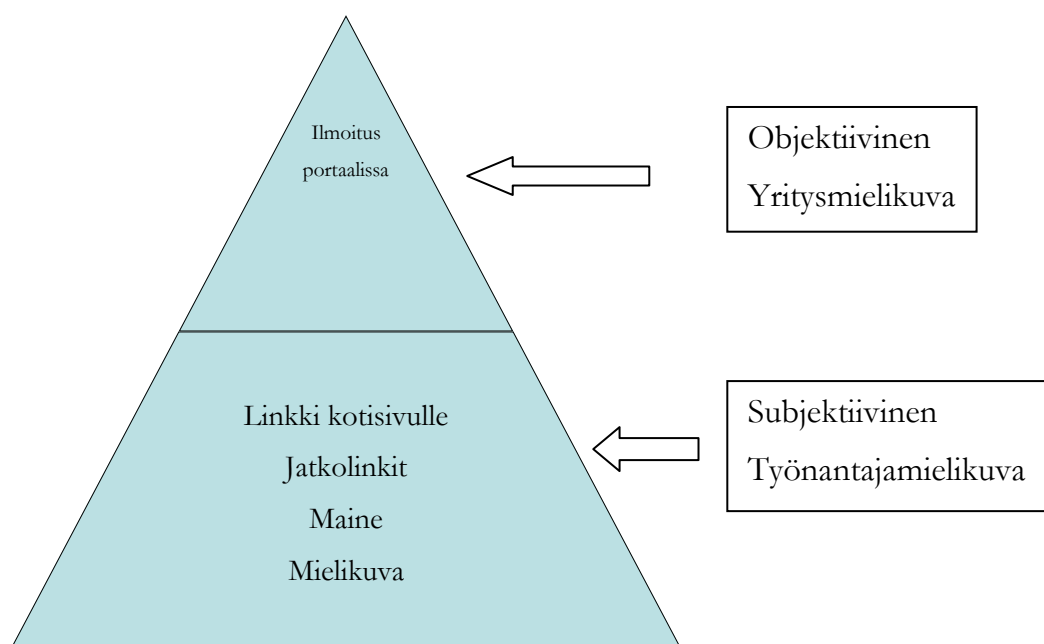 Ilmoitus
portaalissa
Objektiivinen
Yritysmielikuva
Linkki kotisivulle
Jatkolinkit
Maine
Mielikuva
Subjektiivinen
Työnantajamielikuva